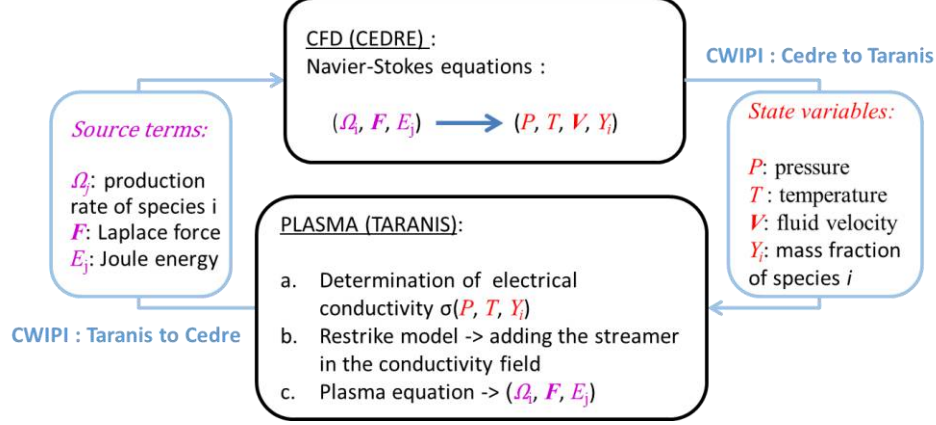 CFD (CEDRE) :
Navier-Stokes equations :
(Ωi, F, Ej) → (P, T, V, Yi)
CWIPI : Cedre to Taranis
Source terms:
Ωj: production
rate of species i
F: Laplace force
Ej: Joule energy
State variables:
P: pressure
T : temperature
V: fluid velocity
Yi: mass fraction
of species i
PLASMA (TARANIS):
a. Determination of electrical
conductivity σ(P, T, Yi)
b. Restrike model -> adding the streamer
in the conductivity field
c. Plasma equation -> (Ωi, F, Ej)
CWIPI : Taranis to Cedre